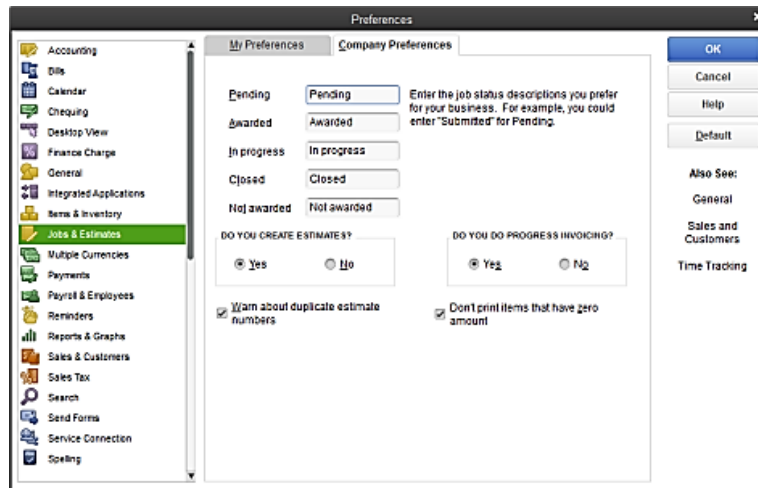 Preferences
Accounting
Bills
Calendar
Chequing
Desktop View
Finance Charge
General
Integrated Applications
Items & Inventory
Jobs & Estimates
Multiple Currencies
Payments
Payroll & Employees
Reminders
Reports & Graphs
Sales & Customers
Sales Tax
Search
Send Forms
Service Connection
Spelling
My Preferences
Company Preferences
Pending Pending
Awarded Awarded
In progress In progress
Closed Closed
Not awarded Not awarded
Enter the job status descriptions you prefer
for your business. For example, you could
enter "Submitted" for Pending.
DO YOU CREATE ESTIMATES?
Yes No
Warn about duplicate estimate
numbers
DO YOU DO PROGRESS INVOICING?
Yes No
Don't print items that have zero
amount
OK
Cancel
Help
Default
Also See:
General
Sales and
Customers
Time Tracking